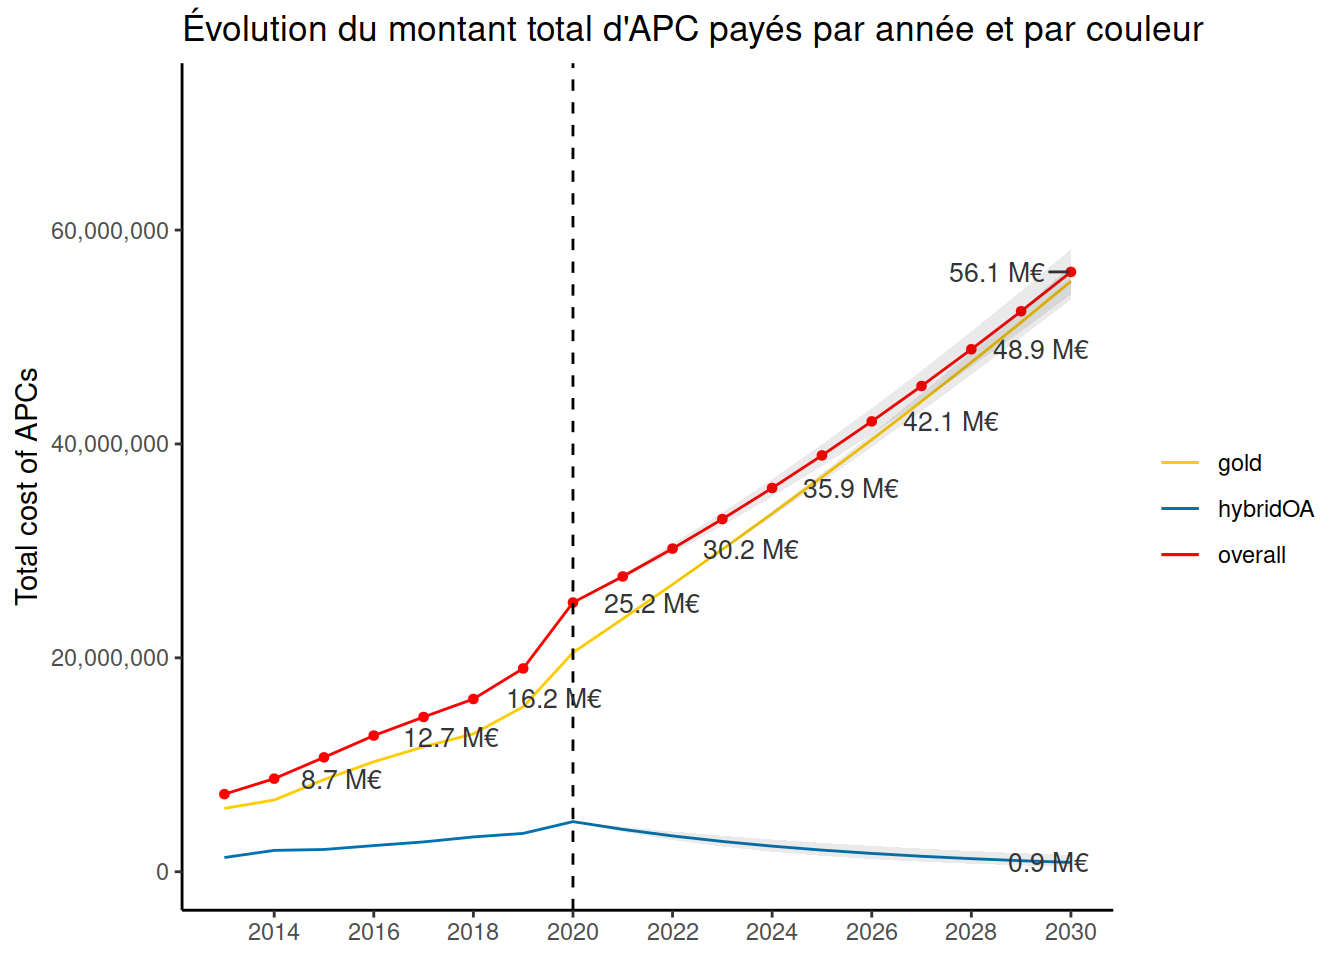 Évolution du montant total d'APC payés par année et par couleur
Total cost of APCs
60,000,000
40,000,000
20,000,000
0
56.1 M€
48.9 M€
42.1 M€
35.9 M€
30.2 M€
25.2 M€
16.2 M€
12.7 M€
8.7 M€
0.9 M€
gold
hybridOA
overall
2014 2016 2018 2020 2022 2024 2026 2028 2030